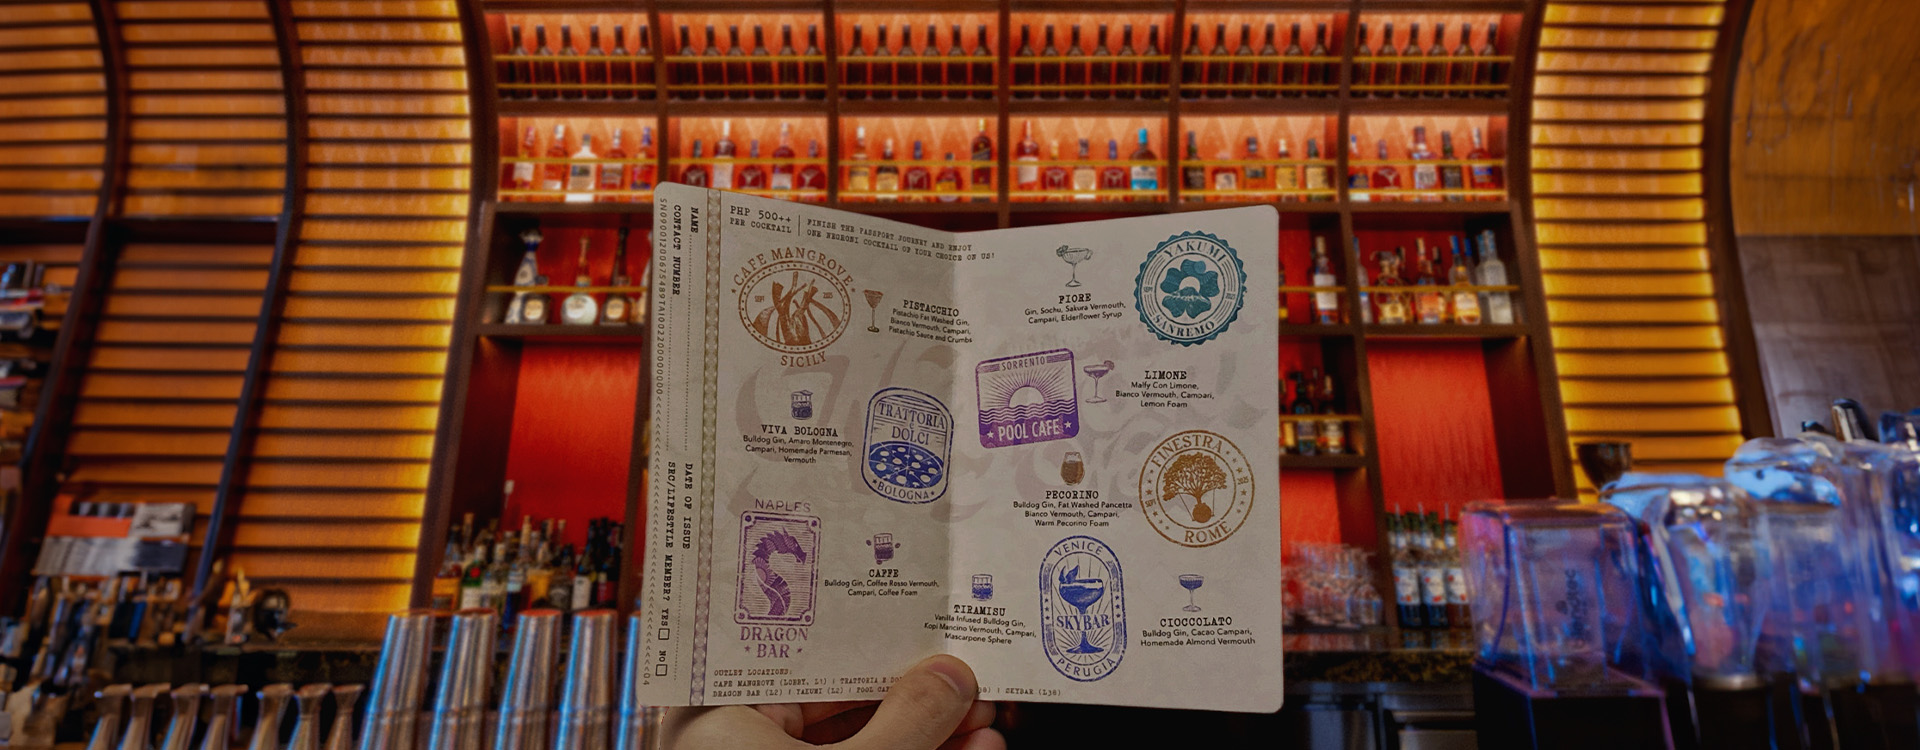 NAME
CONTACT NUMBER
DATE OF ISSUE
SRC/LIFESTYLE MEMBER? YES NO
PHP 500++
PER COCKTAIL
FINISH THE PASSPORT JOURNEY AND ENJOY
ONE NEGRONI COCKTAIL OF YOUR CHOICE ON US!
CAFE MANGROVE
SICILY
PISTACCHIO
Pistachio Fat Washed Gin,
Bianco Vermouth, Campari,
Pistachio Sauce and Crumbs
VIVA BOLOGNA
Bulldog Gin, Amaro Montenegro,
Campari, Homemade Parmesan,
Vermouth
TRATTORIA
E
DOLCI
BOLOGNA
NAPLES
DRAGON
BAR
CAFFE
Bulldog Gin, Coffee Rosso Vermouth,
Campari, Coffee Foam
OUTLET LOCATIONS:
CAFE MANGROVE (LOBBY, L1) | TRATTORIA E
DRAGON BAR (L2) | YAKUMI (L2) | POOL
FIORE
Gin, Sochu, Sakura Vermouth,
Campari, Elderflower Syrup
YAKUMI
SANREMO
SORRENTO
POOL CAFE
LIMONE
Malfy Con Limone,
Bianco Vermouth, Campari,
Lemon Foam
PECORINO
Bulldog Gin, Fat Washed Pancetta
Bianco Vermouth, Campari,
Warm Pecorino Foam
FINESTRA
ROME
TIRAMISU
Vanilla Infused Bulldog Gin,
Kopi Mancino Vermouth, Campari,
Mascarpone Sphere
VENICE
SKYBAR
PERUGIA
CIOCCOLATO
Bulldog Gin, Cacao Campari,
Homemade Almond Vermouth
| SKYBAR (L38)